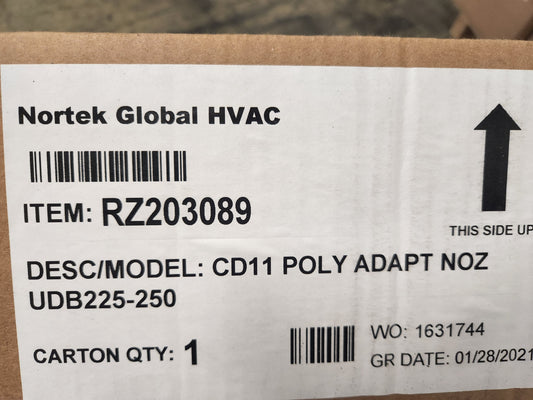 Nortek Global HVAC
ITEM: RZ203089
THIS SIDE UP
DESC/MODEL: CD11 POLY ADAPT NOZ
UDB225-250
CARTON QTY: 1
WO: 1631744
GR DATE: 01/28/2021